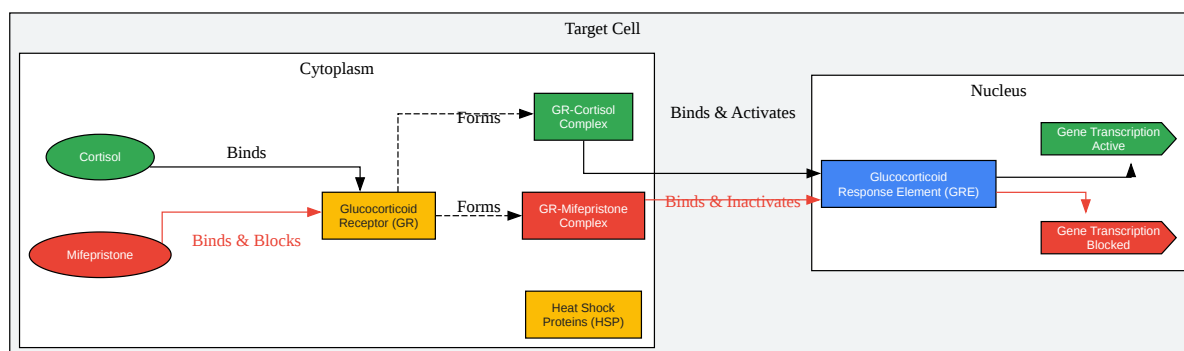 Target Cell
Cytoplasm
Nucleus
Cortisol
Binds
Forms
GR-Cortisol
Complex
Binds & Activates
Gene Transcription
Active
Glucocorticoid
Receptor (GR)
Forms
GR-Mifepristone
Complex
Binds & Inactivates
Glucocorticoid
Response Element (GRE)
Mifepristone
Binds & Blocks
Gene Transcription
Blocked
Heat Shock
Proteins (HSP)